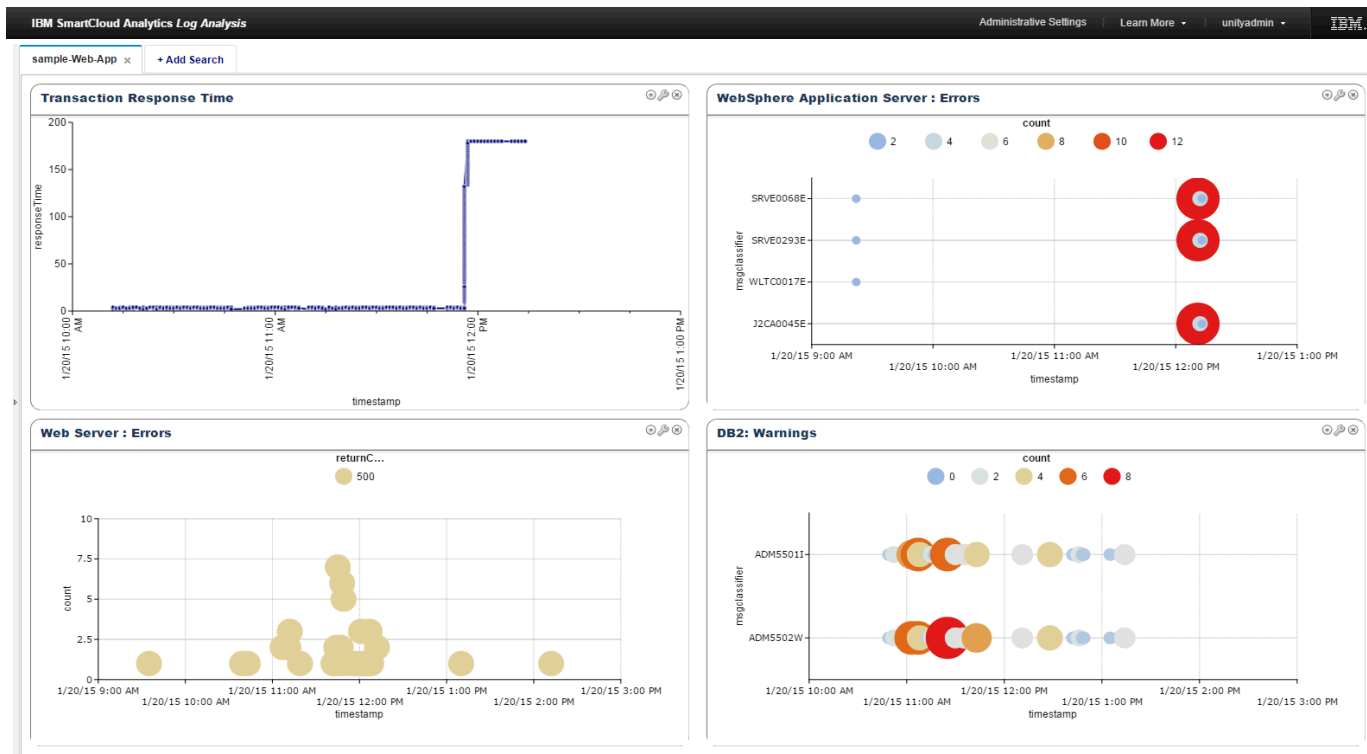 IBM SmartCloud Analytics Log Analysis
Administrative Settings
Learn More
unityadmin
IBM.
sample-Web-App
+ Add Search
Transaction Response Time
200
150
100
50
0
responseTime
1/20/15 10:00 AM
1/20/15 11:00 AM
1/20/15 12:00 PM
1/20/15 1:00 PM
timestamp
WebSphere Application Server : Errors
count
2 4 6 8 10 12
SRVE0068E
SRVE0293E
WLTC0017E
J2CA0045E
msgclassifier
1/20/15 9:00 AM
1/20/15 10:00 AM
1/20/15 11:00 AM
1/20/15 12:00 PM
1/20/15 1:00 PM
timestamp
Web Server : Errors
returnC...
500
10
7.5
5
2.5
0
count
1/20/15 9:00 AM
1/20/15 10:00 AM
1/20/15 11:00 AM
1/20/15 12:00 PM
1/20/15 1:00 PM
1/20/15 2:00 PM
1/20/15 3:00 PM
timestamp
DB2: Warnings
count
0 2 4 6 8
ADM5501I
ADM5502W
msgclassifier
1/20/15 10:00 AM
1/20/15 11:00 AM
1/20/15 12:00 PM
1/20/15 1:00 PM
1/20/15 2:00 PM
1/20/15 3:00 PM
timestamp